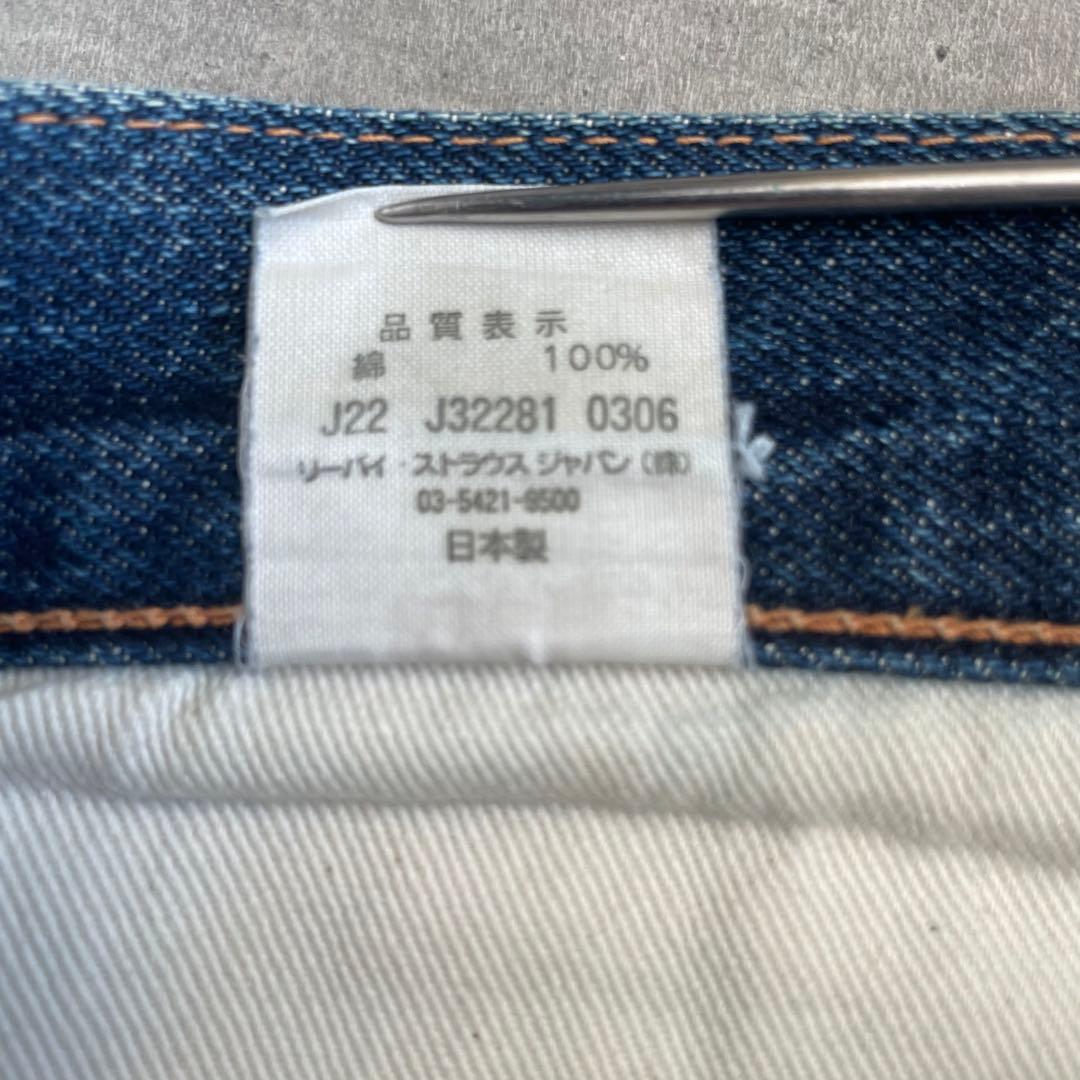 品質表示
綿 100%
J22 J32281 0306
リーバイ・ストラウス ジャパン(株)
03-5421-9500
日本製